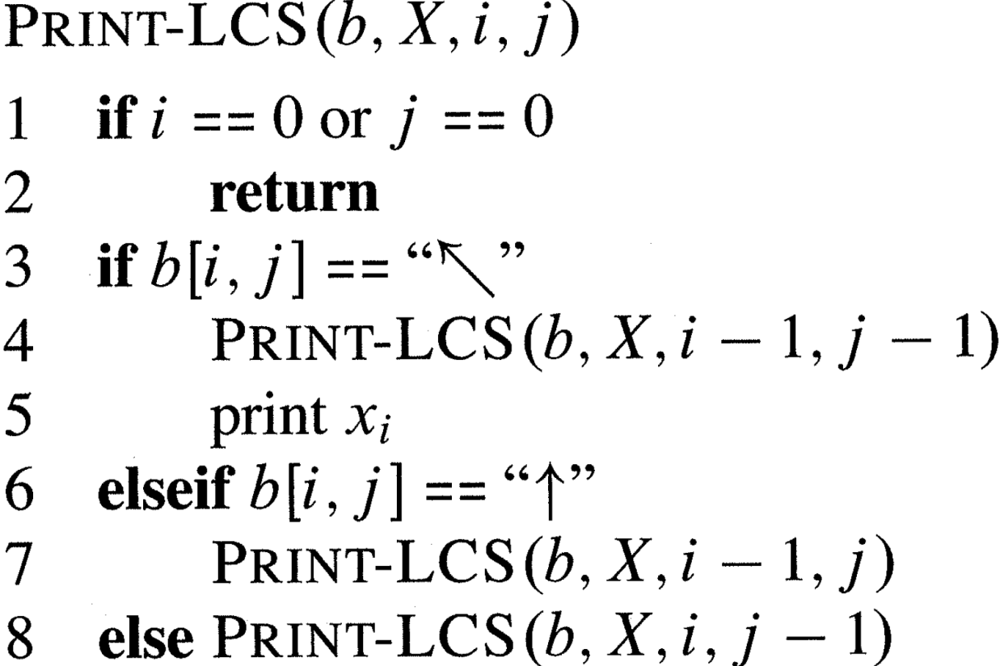 PRINT-LCS(b, X, i, j)
1 if i == 0 or j == 0
2 return
3 if b[i, j] == “↖”
4 PRINT-LCS(b, X, i − 1, j − 1)
5 print xᵢ
6 elseif b[i, j] == “↑”
7 PRINT-LCS(b, X, i − 1, j)
8 else PRINT-LCS(b, X, i, j − 1)